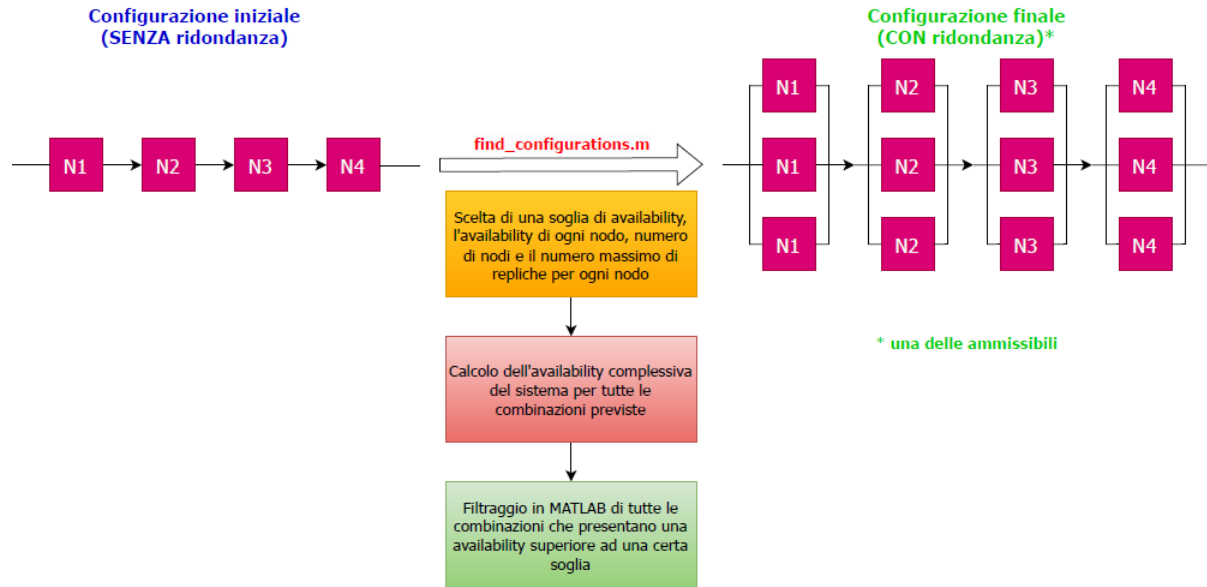 Configurazione iniziale
(SENZA ridondanza)
N1
N2
N3
N4
find_configurations.m
Scelta di una soglia di availability,
l'availability di ogni nodo, numero
di nodi e il numero massimo di
repliche per ogni nodo
Calcolo dell'availability complessiva
del sistema per tutte le
combinazioni previste
Filtraggio in MATLAB di tutte le
combinazioni che presentano una
availability superiore ad una certa
soglia
Configurazione finale
(CON ridondanza)*
N1
N2
N3
N4
N1
N2
N3
N4
N1
N2
N3
N4
* una delle ammissibili